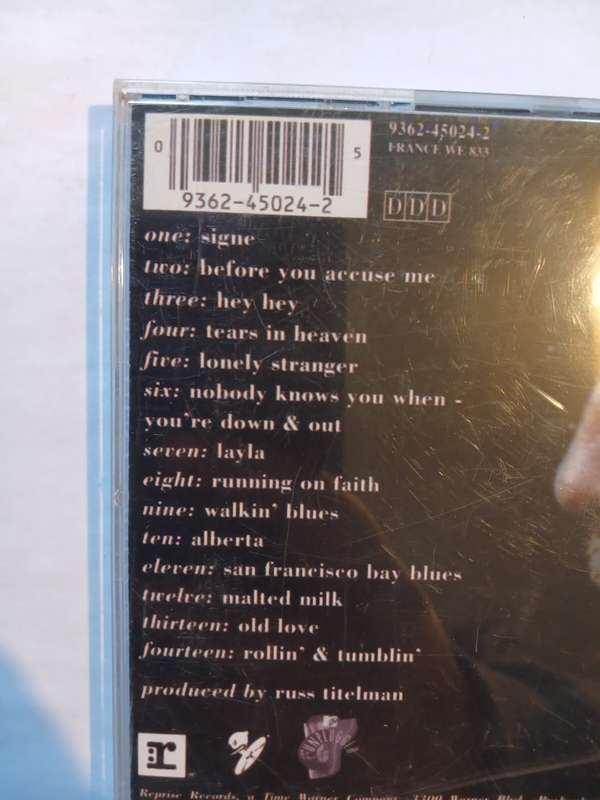 9362-45024-2
FRANCE WE 833
0
5
9362-45024-2
DDD
one: signe
two: before you accuse me
three: hey hey
four: tears in heaven
five: lonely stranger
six: nobody knows you when -
you're down & out
seven: layla
eight: running on faith
nine: walkin' blues
ten: alberta
eleven: san francisco bay blues
twelve: malted milk
thirteen: old love
fourteen: rollin' & tumblin'
produced by russ titelman
r
UNPLUGGED
Reprise Records, a Time Warner Company